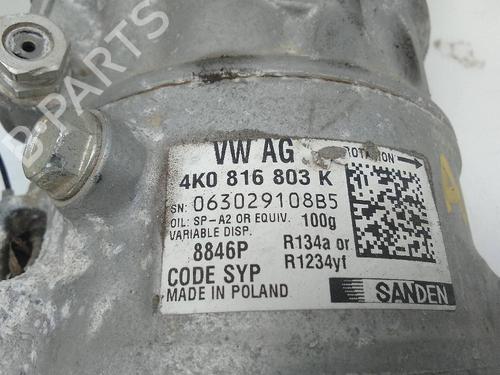 B-PARTS
VW AG
ROTATION
4K0 816 803 K
SN: 063029108B5
OIL: SP-A2 OR EQUIV. 100g
VARIABLE DISP.
8846P R134a or
CODE SYP R1234yf
MADE IN POLAND
SANDEN
A